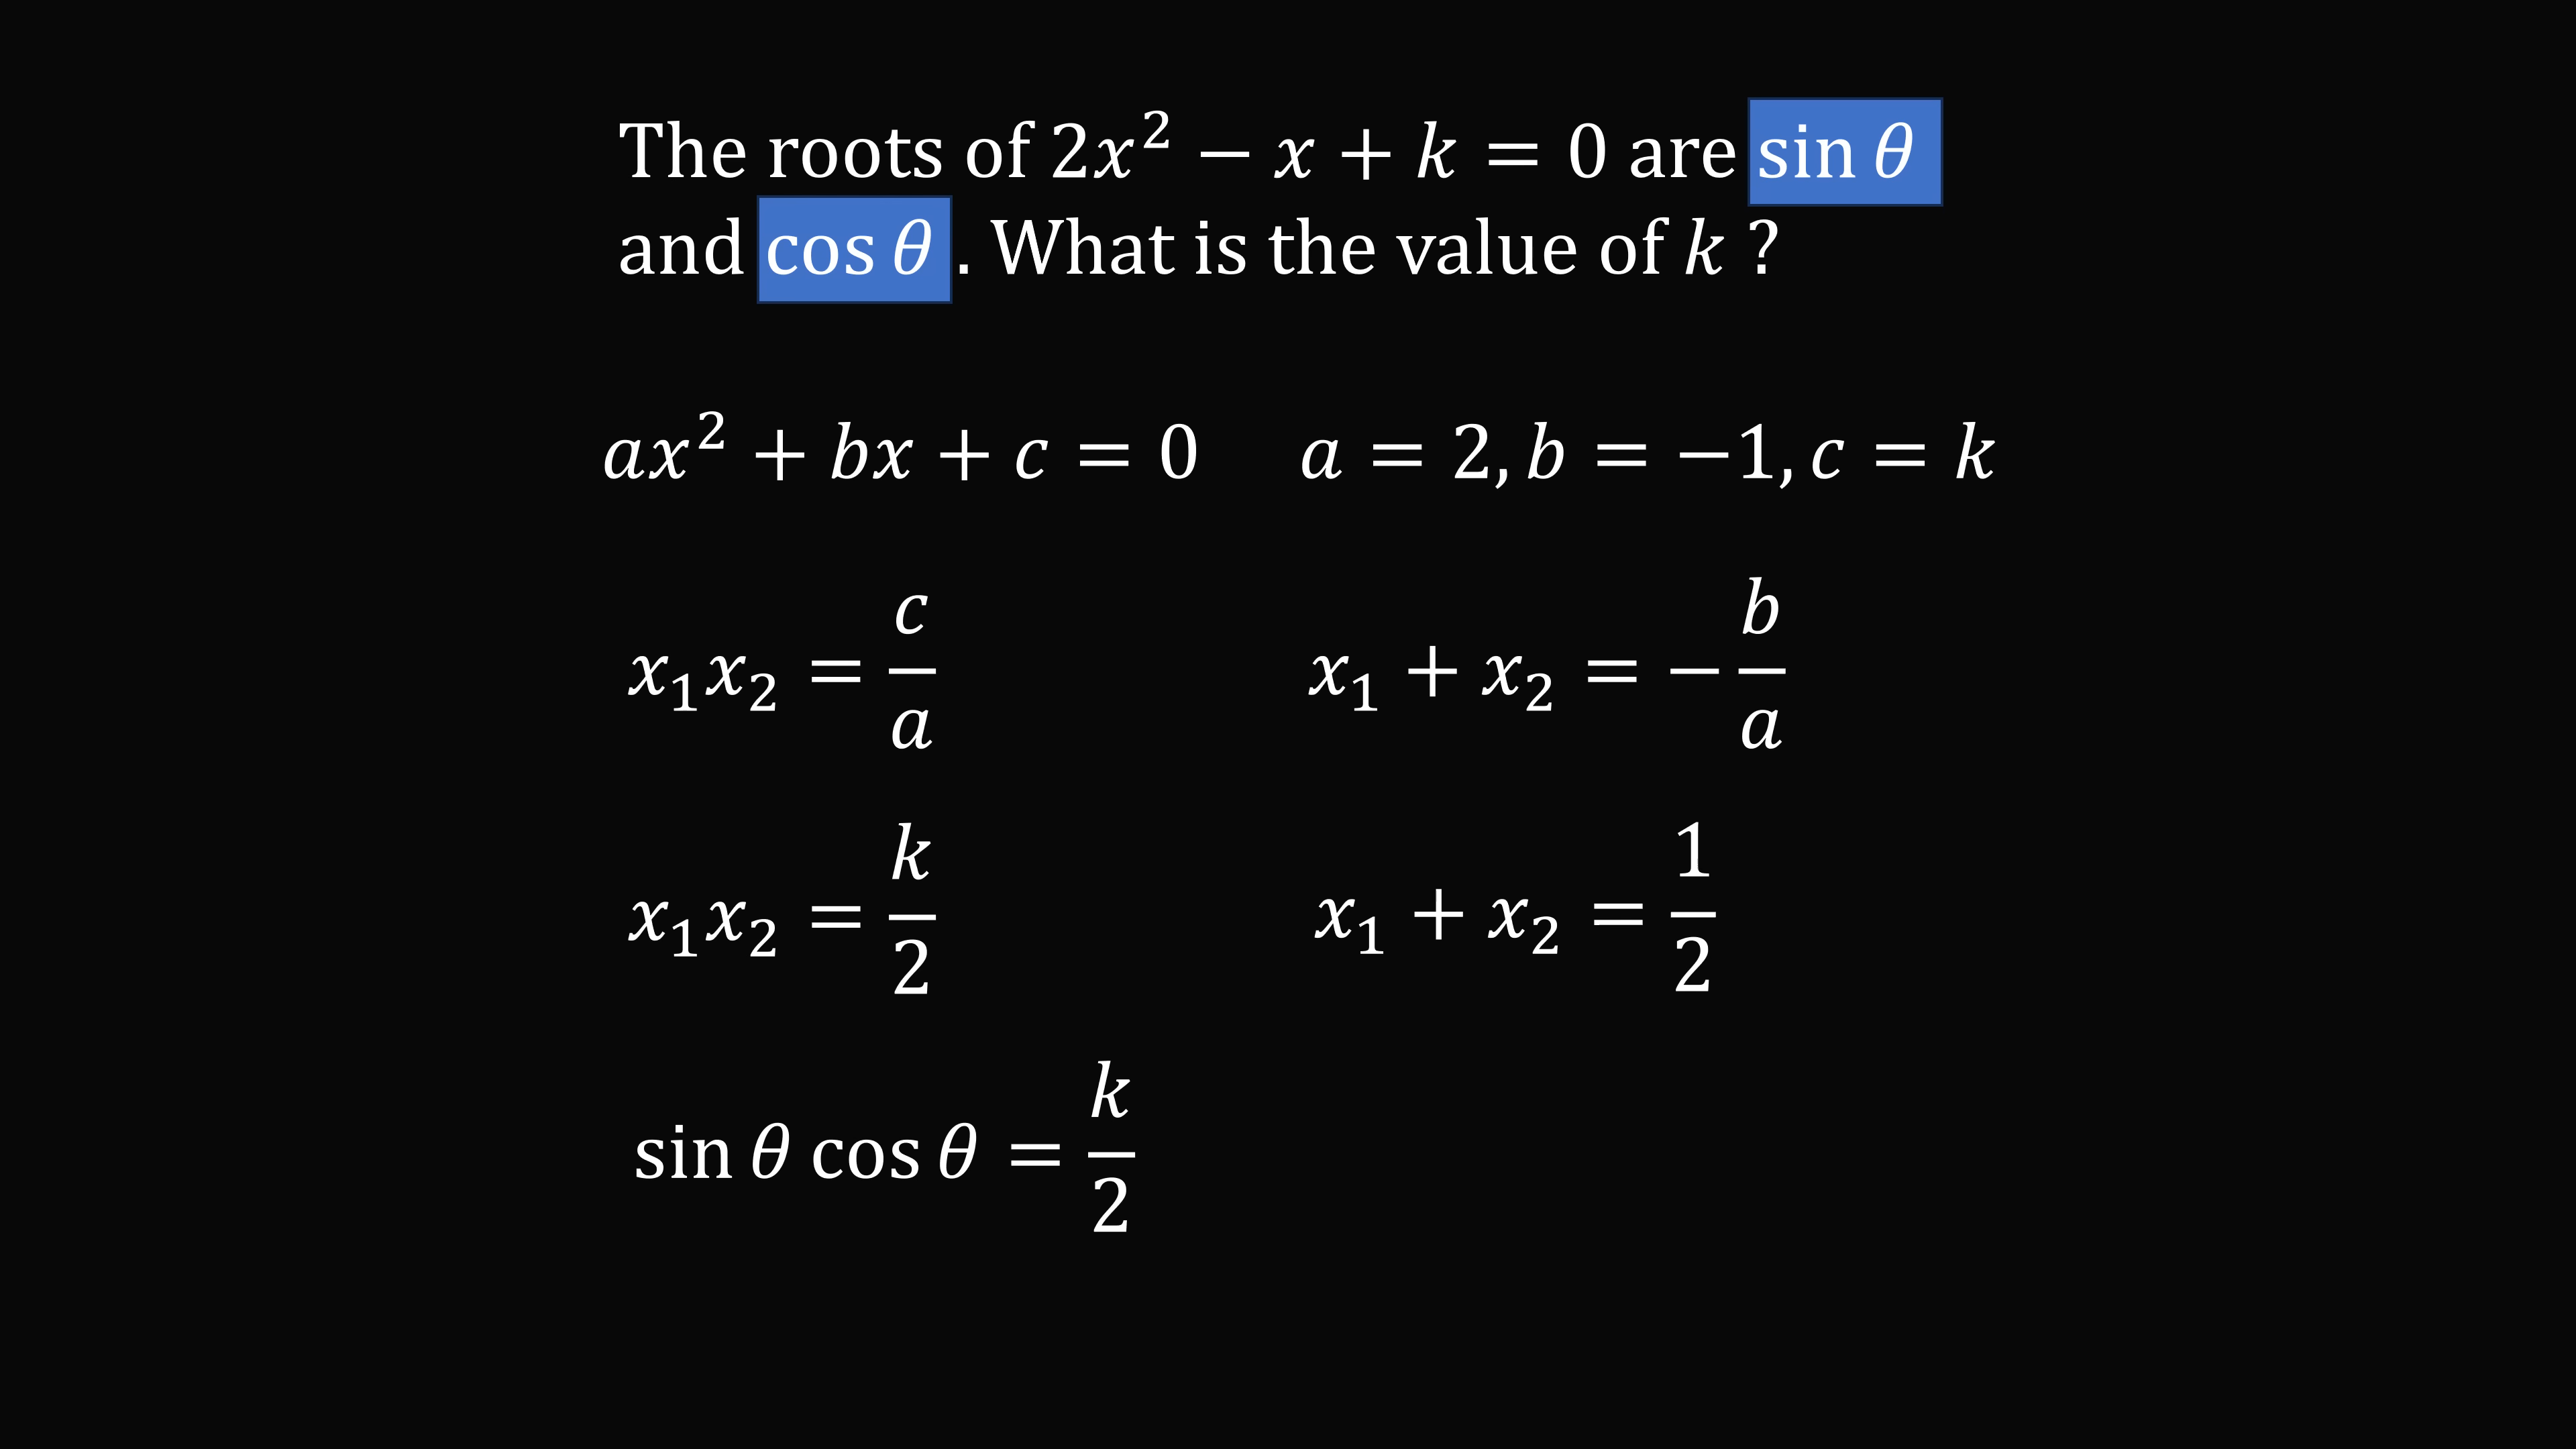 The roots of 2x² − x + k = 0 are sin θ
and cos θ . What is the value of k ?
ax² + bx + c = 0 a = 2, b = −1, c = k
x₁x₂ = c/a x₁ + x₂ = −b/a
x₁x₂ = k/2 x₁ + x₂ = 1/2
sin θ cos θ = k/2